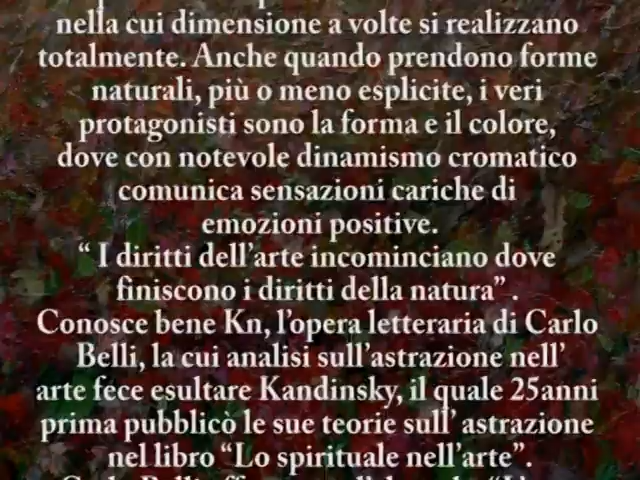 nella cui dimensione a volte si realizzano
totalmente. Anche quando prendono forme
naturali, più o meno esplicite, i veri
protagonisti sono la forma e il colore,
dove con notevole dinamismo cromatico
comunica sensazioni cariche di
emozioni positive.
“ I diritti dell’arte incominciano dove
finiscono i diritti della natura” .
Conosce bene Kn, l’opera letteraria di Carlo
Belli, la cui analisi sull’astrazione nell’
arte fece esultare Kandinsky, il quale 25anni
prima pubblicò le sue teorie sull’ astrazione
nel libro “Lo spirituale nell’arte”.